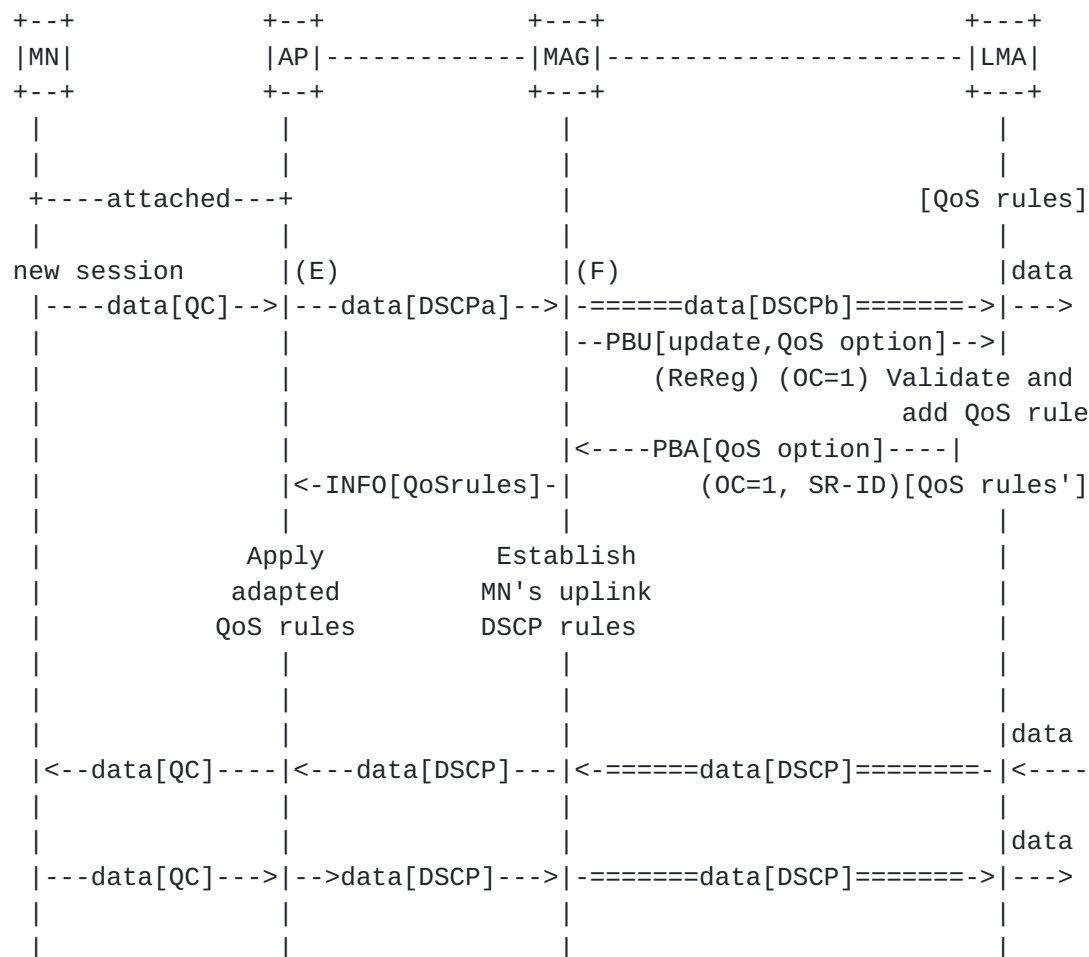 +--+            +--+            +---+                      +---+
|MN|            |AP|-------------|MAG|-----------------------|LMA|
+--+            +--+            +---+                      +---+
 |               |                |                          |
 |               |                |                          |
 +----attached---+                |                     [QoS rules]
 |               |                |                          |
new session      |(E)             |(F)                       |data
 |----data[QC]-->|---data[DSCPa]-->|-======data[DSCPb]=======->|--->
 |               |                |--PBU[update,QoS option]-->|
 |               |                |     (ReReg) (OC=1) Validate and
 |               |                |                    add QoS rule
 |               |                |<----PBA[QoS option]----|
 |               |<-INFO[QoSrules]-|        (OC=1, SR-ID)[QoS rules']
 |               |                |                          |
 |             Apply          Establish                      |
 |            adapted        MN's uplink                     |
 |           QoS rules       DSCP rules                      |
 |               |                |                          |
 |               |                |                          |
 |               |                |                          |data
 |<--data[QC]----|<---data[DSCP]---|<-======data[DSCP]========-|<----
 |               |                |                          |
 |               |                |                          |data
 |---data[QC]--->|-->data[DSCP]--->|-=======data[DSCP]=======->|--->
 |               |                |                          |
 |               |                |                          |